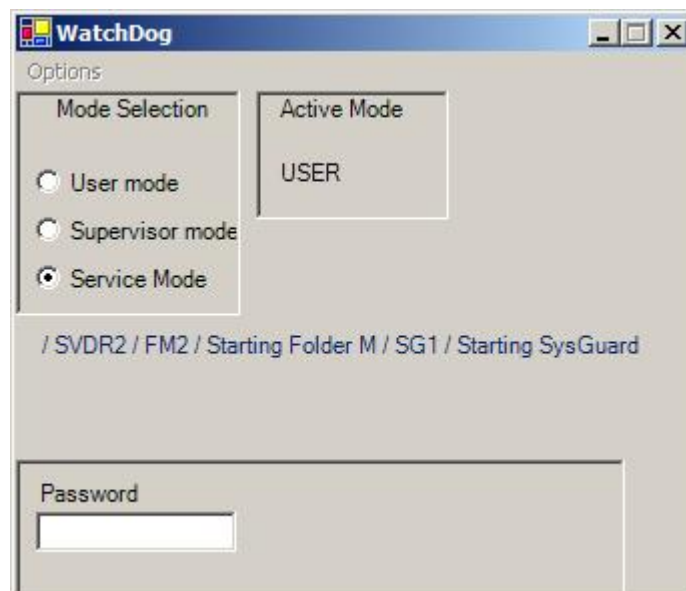 WatchDog
Options
Mode Selection
Active Mode
User mode
USER
Supervisor mode
Service Mode
/ SVDR2 / FM2 / Starting Folder M / SG1 / Starting SysGuard
Password